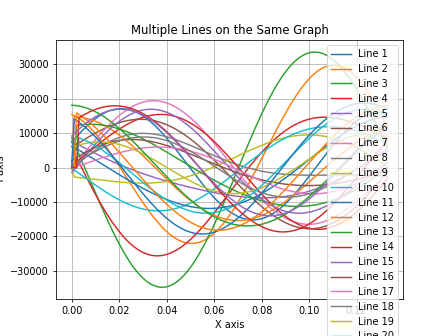 Multiple Lines on the Same Graph
30000
20000
10000
0
−10000
−20000
−30000
0.00
0.02
0.04
0.06
0.08
0.10
X axis
axis
Line 1
Line 2
Line 3
Line 4
Line 5
Line 6
Line 7
Line 8
Line 9
Line 10
Line 11
Line 12
Line 13
Line 14
Line 15
Line 16
Line 17
Line 18
Line 19
Line 20